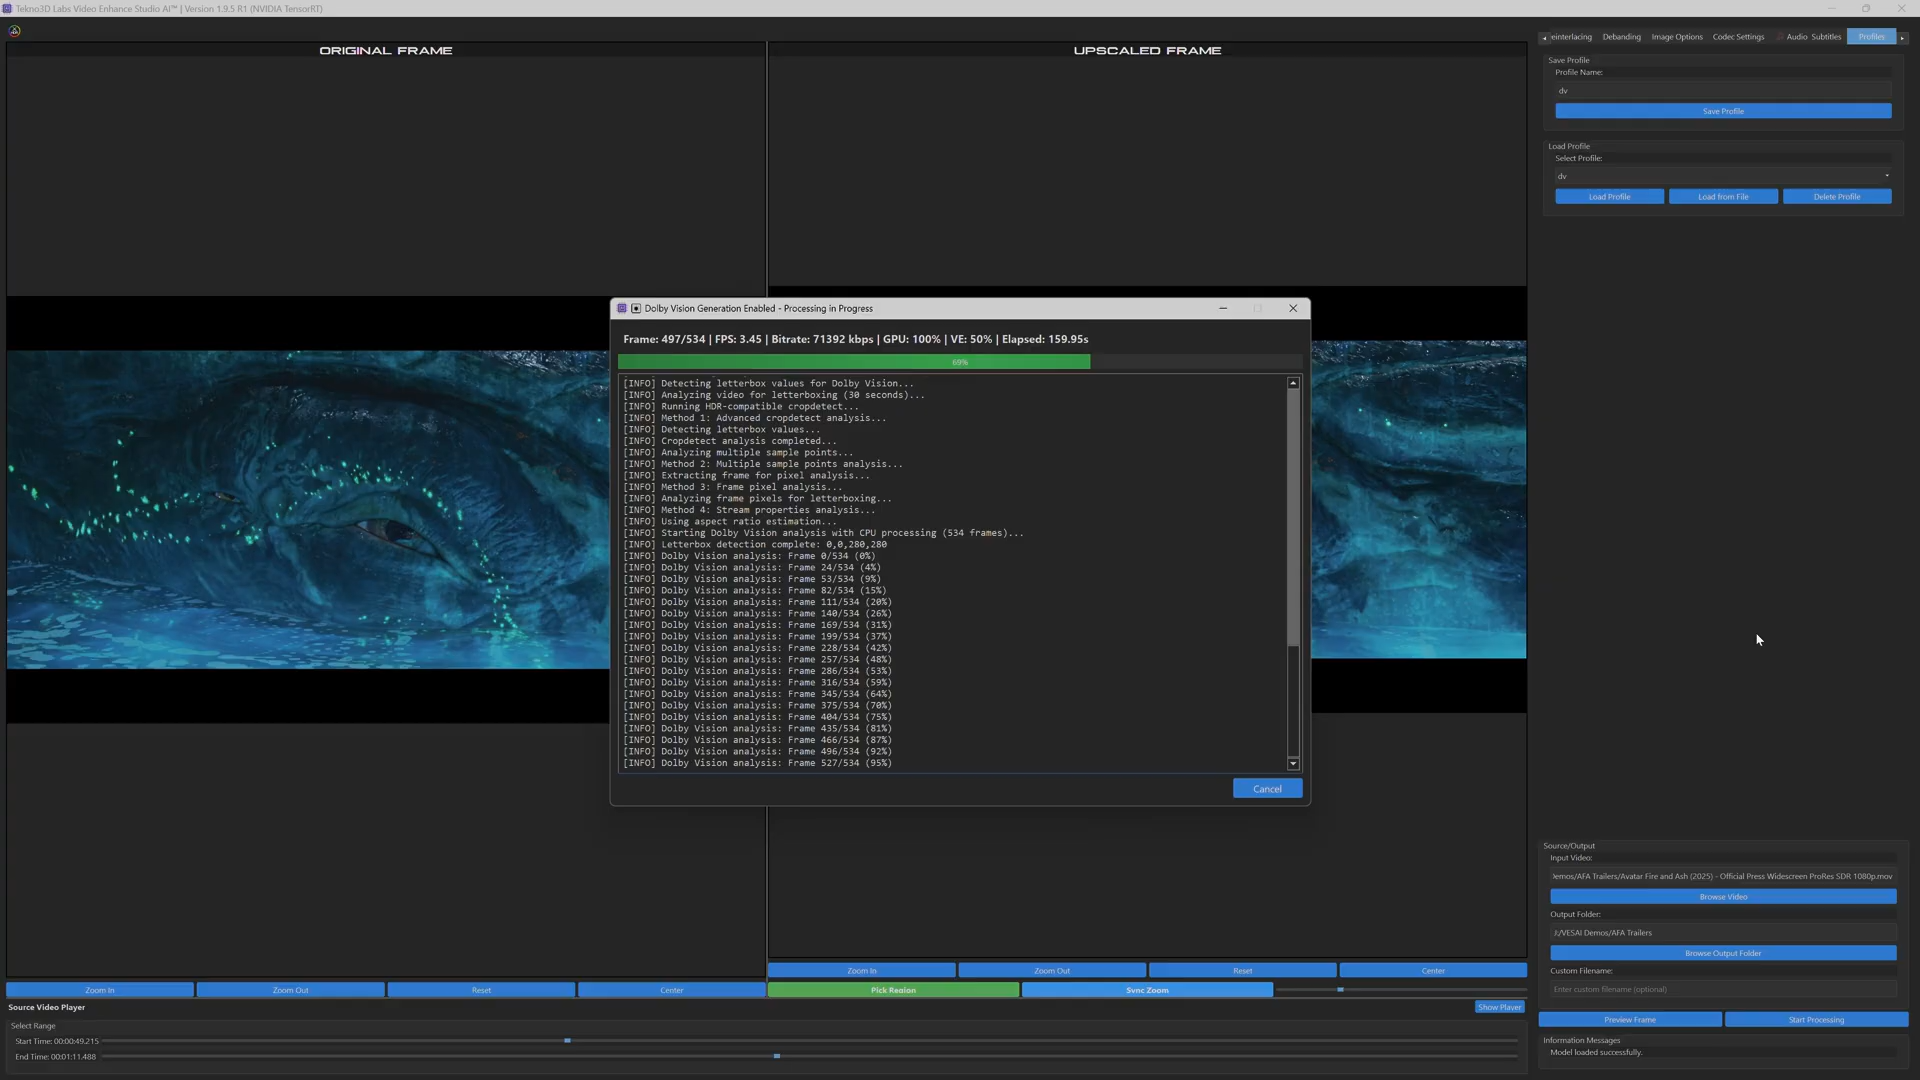 Tekno3D Labs Video Enhance Studio AI™ | Version 1.9.5 R1 (NVIDIA TensorRT)
ORIGINAL FRAME
UPSCALED FRAME
einterlacing Debanding Image Options Codec Settings Audio Subtitles Profiles
Save Profile
Profile Name:
dv
Save Profile
Load Profile
Select Profile:
dv
Load Profile Load from File Delete Profile
Dolby Vision Generation Enabled - Processing in Progress
Frame: 497/534 | FPS: 3.45 | Bitrate: 71392 kbps | GPU: 100% | VE: 50% | Elapsed: 159.95s
69%
[INFO] Detecting letterbox values for Dolby Vision...
[INFO] Analyzing video for letterboxing (30 seconds)...
[INFO] Running HDR-compatible cropdetect...
[INFO] Method 1: Advanced cropdetect analysis...
[INFO] Detecting letterbox values...
[INFO] Cropdetect analysis completed...
[INFO] Analyzing multiple sample points...
[INFO] Method 2: Multiple sample points analysis...
[INFO] Extracting frame for pixel analysis...
[INFO] Method 3: Frame pixel analysis...
[INFO] Analyzing frame pixels for letterboxing...
[INFO] Method 4: Stream properties analysis...
[INFO] Using aspect ratio estimation...
[INFO] Starting Dolby Vision analysis with CPU processing (534 frames)...
[INFO] Letterbox detection complete: 0,0,280,280
[INFO] Dolby Vision analysis: Frame 0/534 (0%)
[INFO] Dolby Vision analysis: Frame 24/534 (4%)
[INFO] Dolby Vision analysis: Frame 53/534 (9%)
[INFO] Dolby Vision analysis: Frame 82/534 (15%)
[INFO] Dolby Vision analysis: Frame 111/534 (20%)
[INFO] Dolby Vision analysis: Frame 140/534 (26%)
[INFO] Dolby Vision analysis: Frame 169/534 (31%)
[INFO] Dolby Vision analysis: Frame 199/534 (37%)
[INFO] Dolby Vision analysis: Frame 228/534 (42%)
[INFO] Dolby Vision analysis: Frame 257/534 (48%)
[INFO] Dolby Vision analysis: Frame 286/534 (53%)
[INFO] Dolby Vision analysis: Frame 316/534 (59%)
[INFO] Dolby Vision analysis: Frame 345/534 (64%)
[INFO] Dolby Vision analysis: Frame 375/534 (70%)
[INFO] Dolby Vision analysis: Frame 404/534 (75%)
[INFO] Dolby Vision analysis: Frame 435/534 (81%)
[INFO] Dolby Vision analysis: Frame 466/534 (87%)
[INFO] Dolby Vision analysis: Frame 496/534 (92%)
[INFO] Dolby Vision analysis: Frame 527/534 (95%)
Cancel
Source/Output
Input Video:
Demos/AFA Trailers/Avatar Fire and Ash (2025) - Official Press Widescreen ProRes SDR 1080p.mov
Browse Video
Output Folder:
J:/VESAI Demos/AFA Trailers
Browse Output Folder
Custom Filename:
Enter custom filename (optional)
Preview Frame Start Processing
Information Messages
Model loaded successfully.
Zoom In Zoom Out Reset Center
Zoom In Zoom Out Reset Center
Pick Region Sync Zoom
Source Video Player
Show Player
Select Range
Start Time: 00:00:49.215
End Time: 00:01:11.488